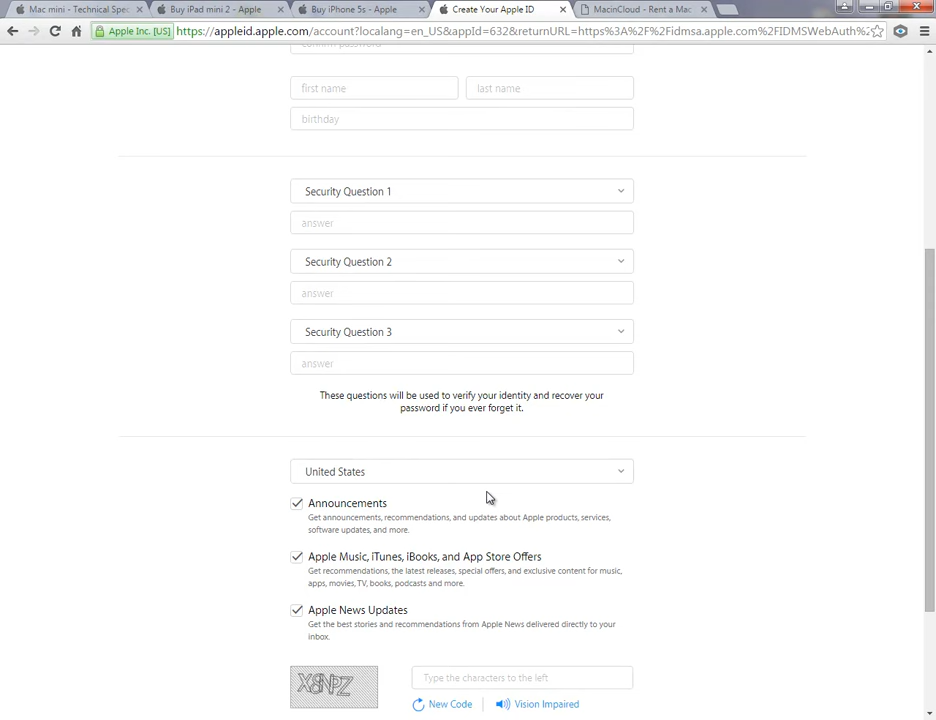 Mac mini - Technical Spec
Buy iPad mini 2 - Apple
Buy iPhone 5s - Apple
Create Your Apple ID
MacinCloud - Rent a Mac
Apple Inc. [US]
https://appleid.apple.com/account?localang=en_US&appId=632&returnURL=https%3A%2F%2Fidmsa.apple.com%2FIDMSWebAuth%2
confirm password
first name
last name
birthday
Security Question 1
answer
Security Question 2
answer
Security Question 3
answer
These questions will be used to verify your identity and recover your
password if you ever forget it.
United States
Announcements
Get announcements, recommendations, and updates about Apple products, services,
software updates, and more.
Apple Music, iTunes, iBooks, and App Store Offers
Get recommendations, the latest releases, special offers, and exclusive content for music,
apps, movies, TV, books, podcasts and more.
Apple News Updates
Get the best stories and recommendations from Apple News delivered directly to your
inbox.
Type the characters to the left
New Code
Vision Impaired